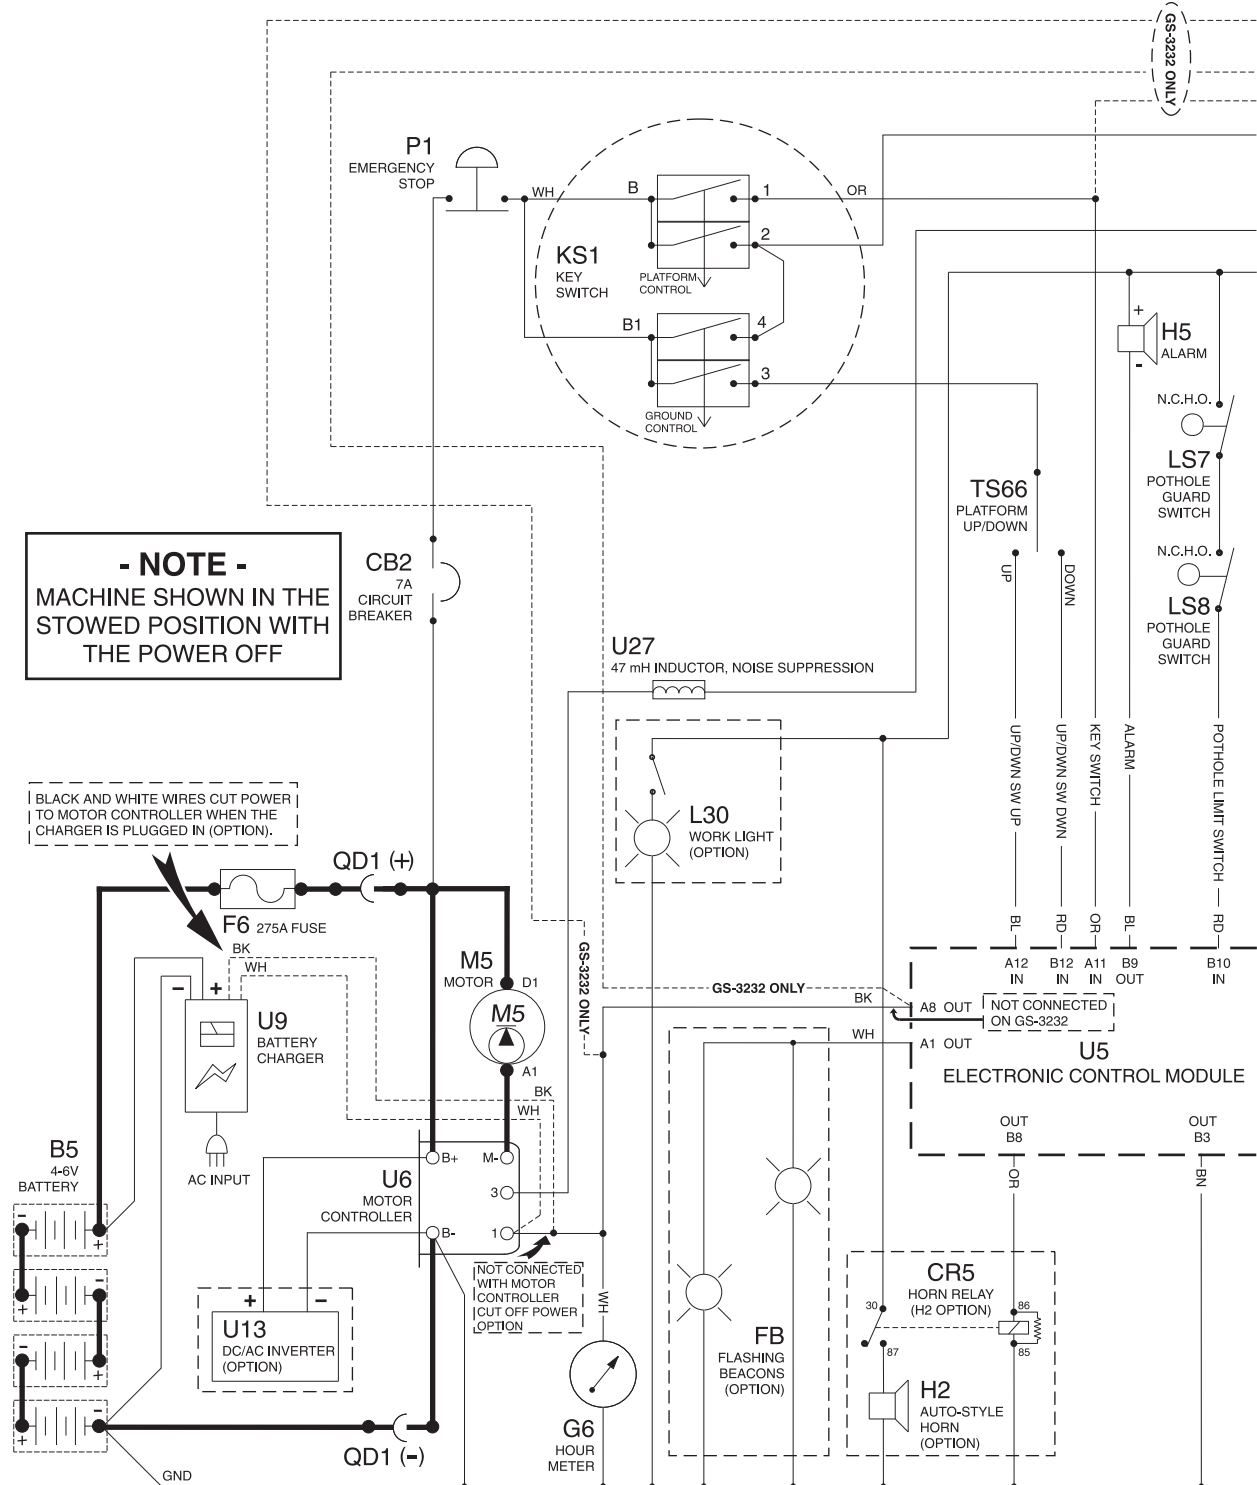 GS-3232 ONLY
P1
EMERGENCY
STOP
WH
B
1
OR
2
KS1
KEY
SWITCH
PLATFORM
CONTROL
B1
4
3
GROUND
CONTROL
+
H5
ALARM
-
N.C.H.O.
LS7
POTHOLE
GUARD
SWITCH
TS66
PLATFORM
UP/DOWN
UP
DOWN
N.C.H.O.
LS8
POTHOLE
GUARD
SWITCH
- NOTE -
MACHINE SHOWN IN THE
STOWED POSITION WITH
THE POWER OFF
CB2
7A
CIRCUIT
BREAKER
U27
47 mH INDUCTOR, NOISE SUPPRESSION
UP/DWN SW UP
UP/DWN SW DWN
KEY SWITCH
ALARM
POTHOLE LIMIT SWITCH
L30
WORK LIGHT
(OPTION)
BLACK AND WHITE WIRES CUT POWER
TO MOTOR CONTROLLER WHEN THE
CHARGER IS PLUGGED IN (OPTION).
QD1 (+)
F6 275A FUSE
BK
WH
BL
RD
OR
BL
RD
A12
IN
B12
IN
A11
IN
B9
OUT
B10
IN
M5
MOTOR
D1
M5
A1
GS-3232 ONLY
GS-3232 ONLY
BK
A8 OUT
NOT CONNECTED
ON GS-3232
WH
A1 OUT
U5
ELECTRONIC CONTROL MODULE
OUT
B8
OUT
B3
OR
BN
- +
U9
BATTERY
CHARGER
AC INPUT
BK
WH
B5
4-6V
BATTERY
-
+
-
+
-
+
-
+
U6
MOTOR
CONTROLLER
B+
M-
3
B-
1
NOT CONNECTED
WITH MOTOR
CONTROLLER
CUT OFF POWER
OPTION
+ -
U13
DC/AC INVERTER
(OPTION)
WH
G6
HOUR
METER
FB
FLASHING
BEACONS
(OPTION)
CR5
HORN RELAY
(H2 OPTION)
30
87
86
85
H2
AUTO-STYLE
HORN
(OPTION)
QD1 (-)
GND